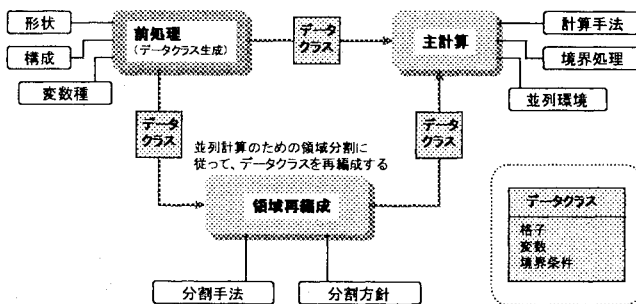 形状
構成
変数種
前処理
(データクラス生成)
データ
クラス
主計算
計算手法
境界処理
並列環境
データ
クラス
並列計算のための領域分割に
従って、データクラスを再編成する
データ
クラス
領域再編成
分割手法
分割方針
データクラス
格子
変数
境界条件